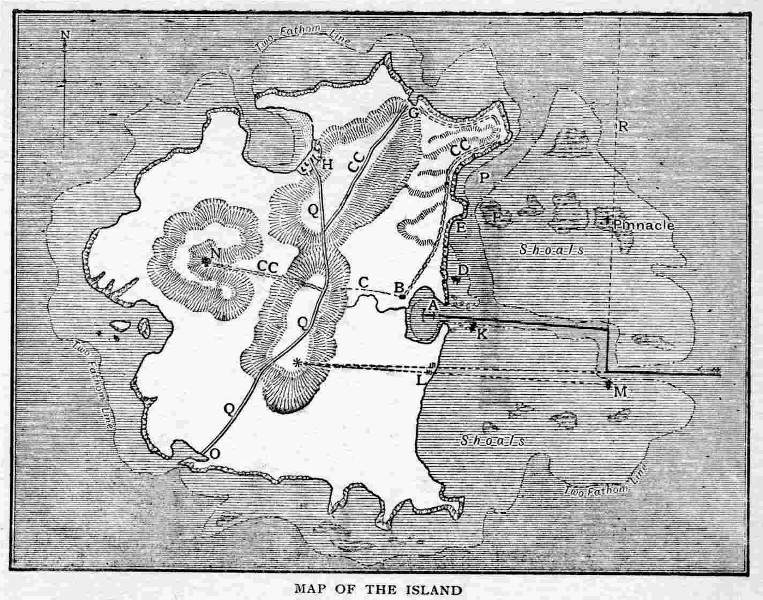 Two Fathom Line
N
G
R
CC
CC
H
P
Q
E
Pinnacle
Shoals
N
CC
D
C
B
A
K
Q
L
M
Two Fathom Line
Q
O
Shoals
Two Fathom Line
MAP OF THE ISLAND